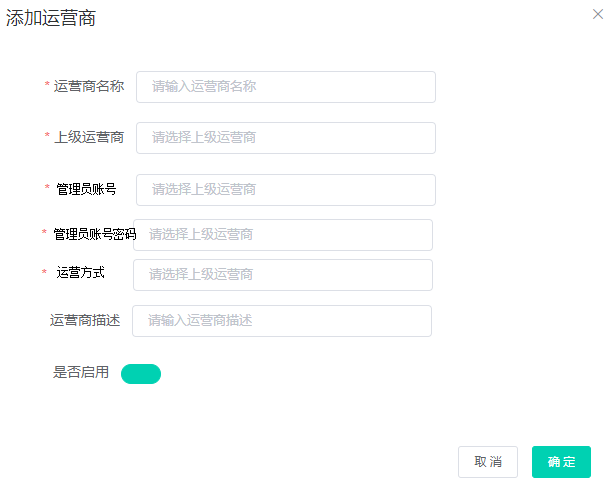 添加运营商
* 运营商名称 请输入运营商名称
* 上级运营商 请选择上级运营商
* 管理员账号 请选择上级运营商
* 管理员账号密码 请选择上级运营商
* 运营方式 请选择上级运营商
运营商描述 请输入运营商描述
是否启用
取消 确定